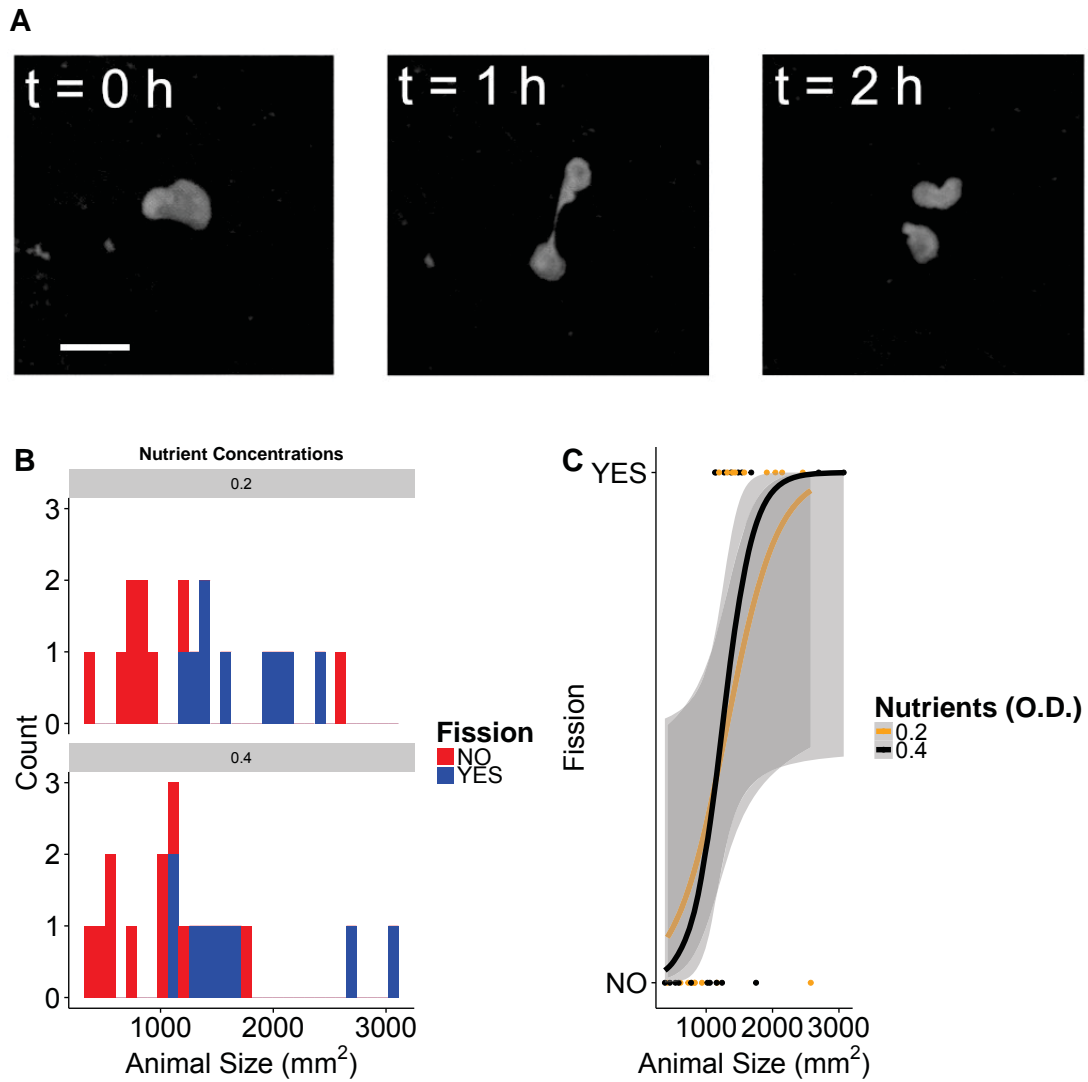 A
t = 0 h
t = 1 h
t = 2 h
B
Nutrient Concentrations
0.2
3
2
1
0
0.4
3
2
1
0
Count
1000 2000 3000
Animal Size (mm²)
Fission
NO
YES
C
YES
NO
Fission
1000 2000 3000
Animal Size (mm²)
Nutrients (O.D.)
0.2
0.4